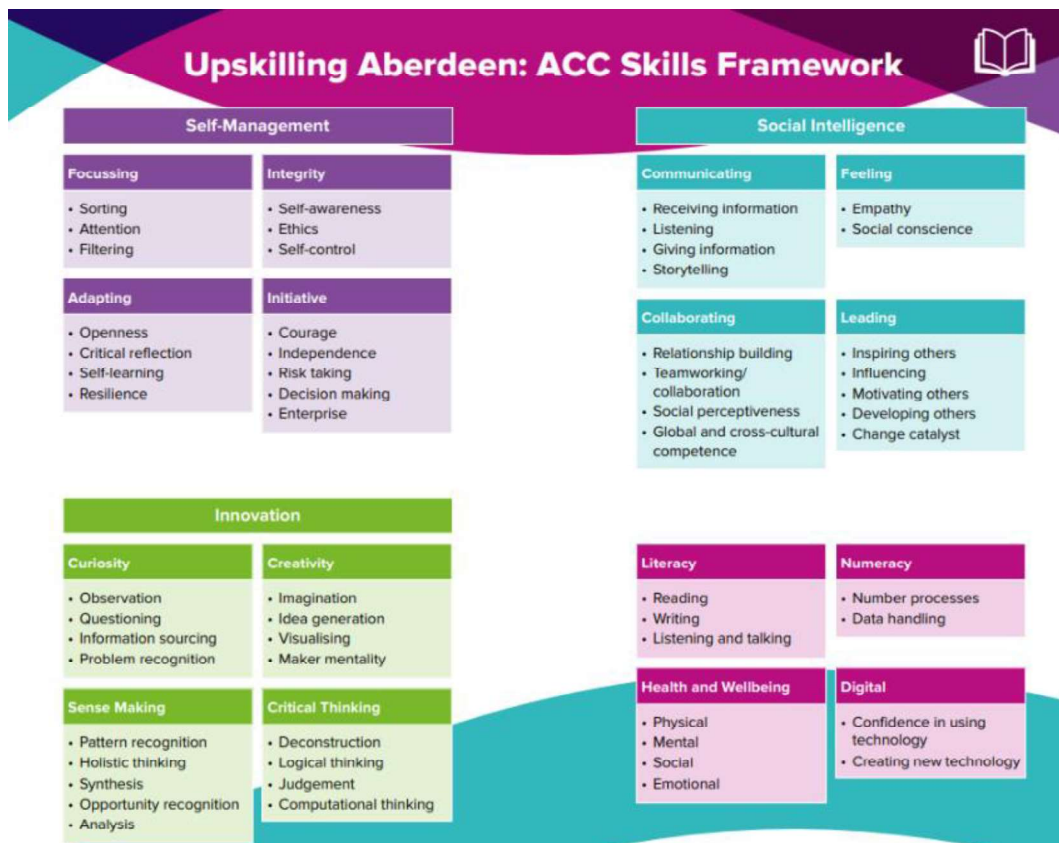 Upskilling Aberdeen: ACC Skills Framework
Self-Management
Focussing
• Sorting
• Attention
• Filtering
Integrity
• Self-awareness
• Ethics
• Self-control
Adapting
• Openness
• Critical reflection
• Self-learning
• Resilience
Initiative
• Courage
• Independence
• Risk taking
• Decision making
• Enterprise
Social Intelligence
Communicating
• Receiving information
• Listening
• Giving information
• Storytelling
Feeling
• Empathy
• Social conscience
Collaborating
• Relationship building
• Teamworking/
collaboration
• Social perceptiveness
• Global and cross-cultural
competence
Leading
• Inspiring others
• Influencing
• Motivating others
• Developing others
• Change catalyst
Innovation
Curiosity
• Observation
• Questioning
• Information sourcing
• Problem recognition
Creativity
• Imagination
• Idea generation
• Visualising
• Maker mentality
Sense Making
• Pattern recognition
• Holistic thinking
• Synthesis
• Opportunity recognition
• Analysis
Critical Thinking
• Deconstruction
• Logical thinking
• Judgement
• Computational thinking
Literacy
• Reading
• Writing
• Listening and talking
Numeracy
• Number processes
• Data handling
Health and Wellbeing
• Physical
• Mental
• Social
• Emotional
Digital
• Confidence in using
technology
• Creating new technology